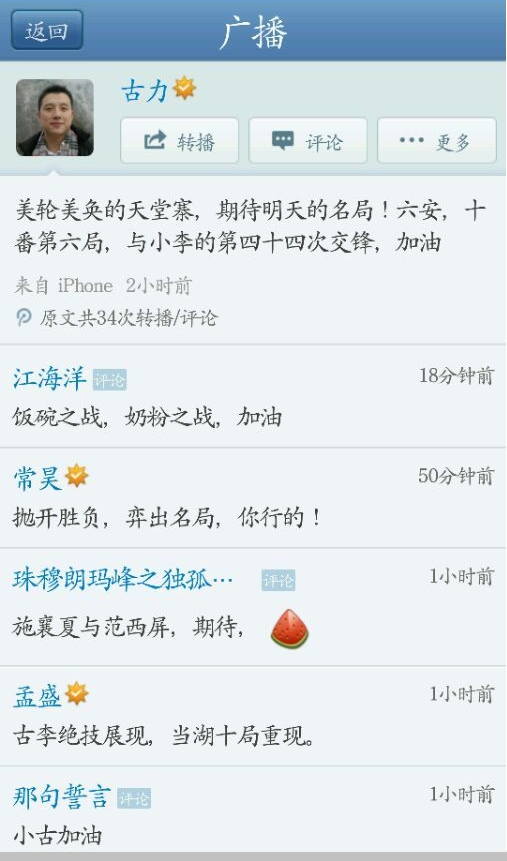 返回
广播
古力
转播
评论
更多
美轮美奂的天堂寨，期待明天的名局！六安，十
番第六局，与小李的第四十四次交锋，加油
来自 iPhone 2小时前
原文共34次转播/评论
江海洋 评论 18分钟前
饭碗之战，奶粉之战，加油
常昊 50分钟前
抛开胜负，弈出名局，你行的！
珠穆朗玛峰之独孤… 评论 1小时前
施襄夏与范西屏，期待，
孟盛 1小时前
古李绝技展现，当湖十局重现。
那句誓言 评论 1小时前
小古加油